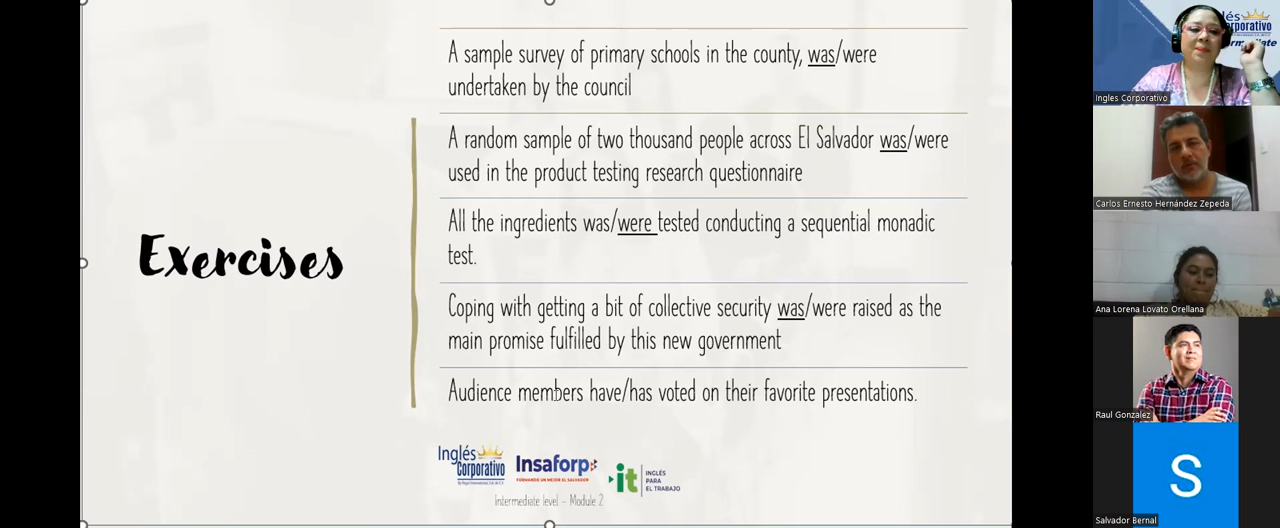 Exercises
A sample survey of primary schools in the county, was/were
undertaken by the council
A random sample of two thousand people across El Salvador was/were
used in the product testing research questionnaire
All the ingredients was/were tested conducting a sequential monadic
test.
Coping with getting a bit of collective security was/were raised as the
main promise fulfilled by this new government
Audience members have/has voted on their favorite presentations.
Inglés
Corporativo
Insaforp
FORMANDO UN MEJOR EL SALVADOR
it
INGLÉS
PARA
EL TRABAJO
Intermediate level - Module 2
Ingles Corporativo
Carlos Ernesto Hernández Zepeda
Ana Lorena Lovato Orellana
Raul Gonzalez
S
Salvador Bernal